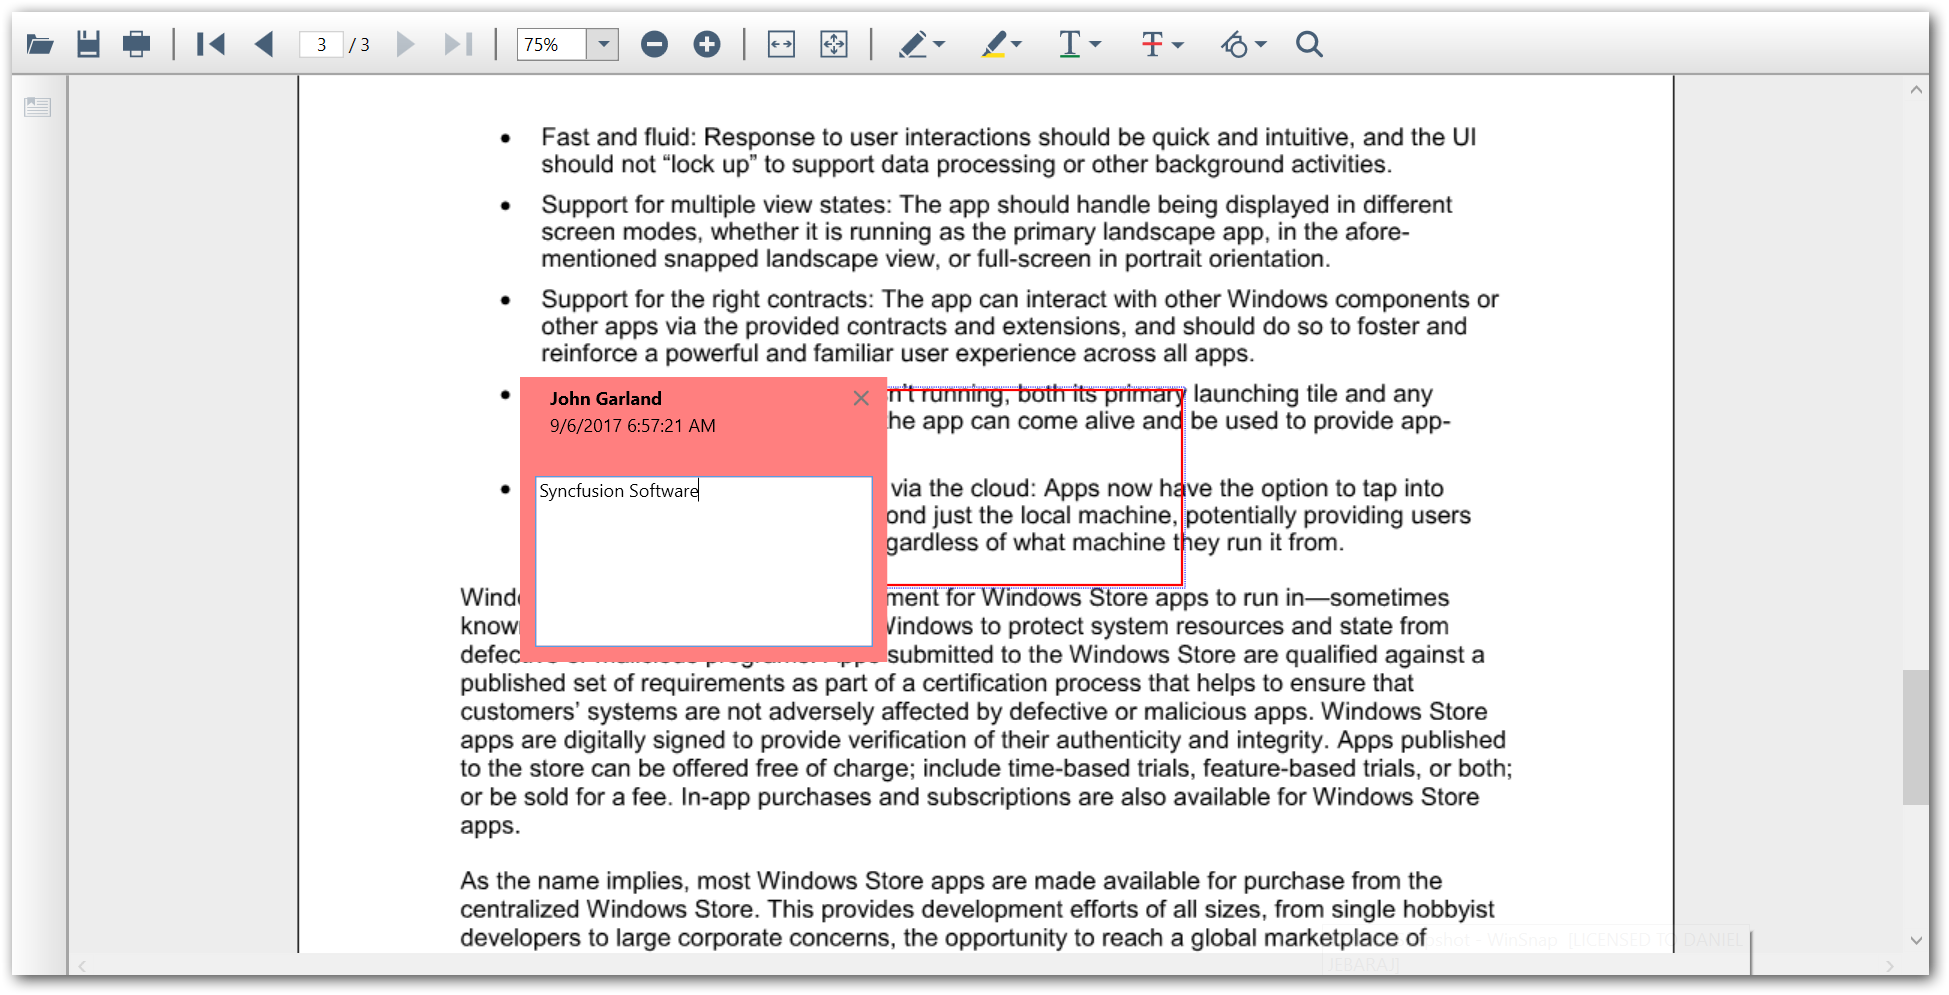 3 / 3 75%
Fast and fluid: Response to user interactions should be quick and intuitive, and the UI
should not “lock up” to support data processing or other background activities.
Support for multiple view states: The app should handle being displayed in different
screen modes, whether it is running as the primary landscape app, in the afore-
mentioned snapped landscape view, or full-screen in portrait orientation.
Support for the right contracts: The app can interact with other Windows components or
other apps via the provided contracts and extensions, and should do so to foster and
reinforce a powerful and familiar user experience across all apps.
John Garland
9/6/2017 6:57:21 AM
Syncfusion Software
n’t running, both its primary launching tile and any
the app can come alive and be used to provide app-
via the cloud: Apps now have the option to tap into
ond just the local machine, potentially providing users
gardless of what machine they run it from.
Wind ment for Windows Store apps to run in—sometimes
know Windows to protect system resources and state from
defec submitted to the Windows Store are qualified against a
published set of requirements as part of a certification process that helps to ensure that
customers’ systems are not adversely affected by defective or malicious apps. Windows Store
apps are digitally signed to provide verification of their authenticity and integrity. Apps published
to the store can be offered free of charge; include time-based trials, feature-based trials, or both;
or be sold for a fee. In-app purchases and subscriptions are also available for Windows Store
apps.
As the name implies, most Windows Store apps are made available for purchase from the
centralized Windows Store. This provides development efforts of all sizes, from single hobbyist
developers to large corporate concerns, the opportunity to reach a global marketplace of
pshot - WinSnap [LICENSED TO DANIEL
JEBARAJ]